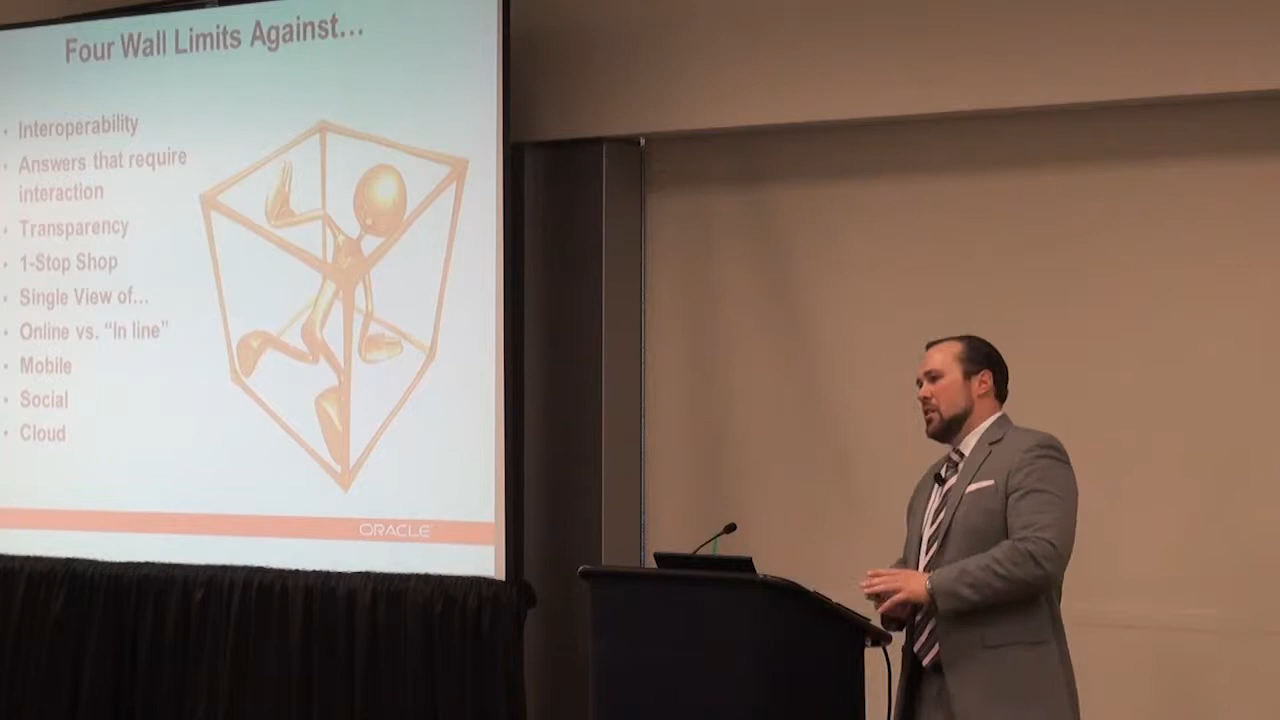 Four Wall Limits Against...
• Interoperability
• Answers that require
interaction
• Transparency
• 1-Stop Shop
• Single View of...
• Online vs. “In line”
• Mobile
• Social
• Cloud
ORACLE